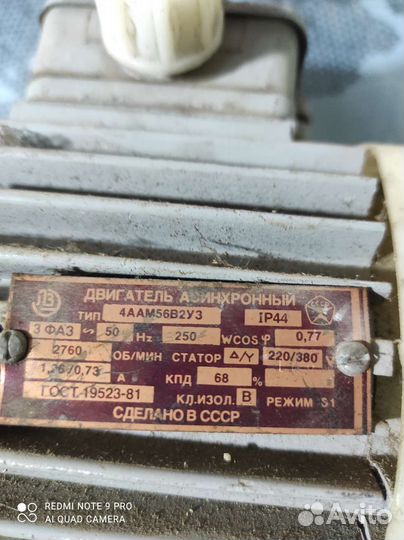 ДВИГАТЕЛЬ АСИНХРОННЫЙ
ТИП 4ААМ56В2У3 IP44
3 ФАЗ ~ 50 Hz 250 W COS φ 0,77
2760 ОБ/МИН СТАТОР Δ/Y 220/380 V
0,73 А КПД 68 %
ГОСТ 19523-81 КЛ.ИЗОЛ. В РЕЖИМ S1
СДЕЛАНО В СССР
REDMI NOTE 9 PRO
AI QUAD CAMERA
Avito